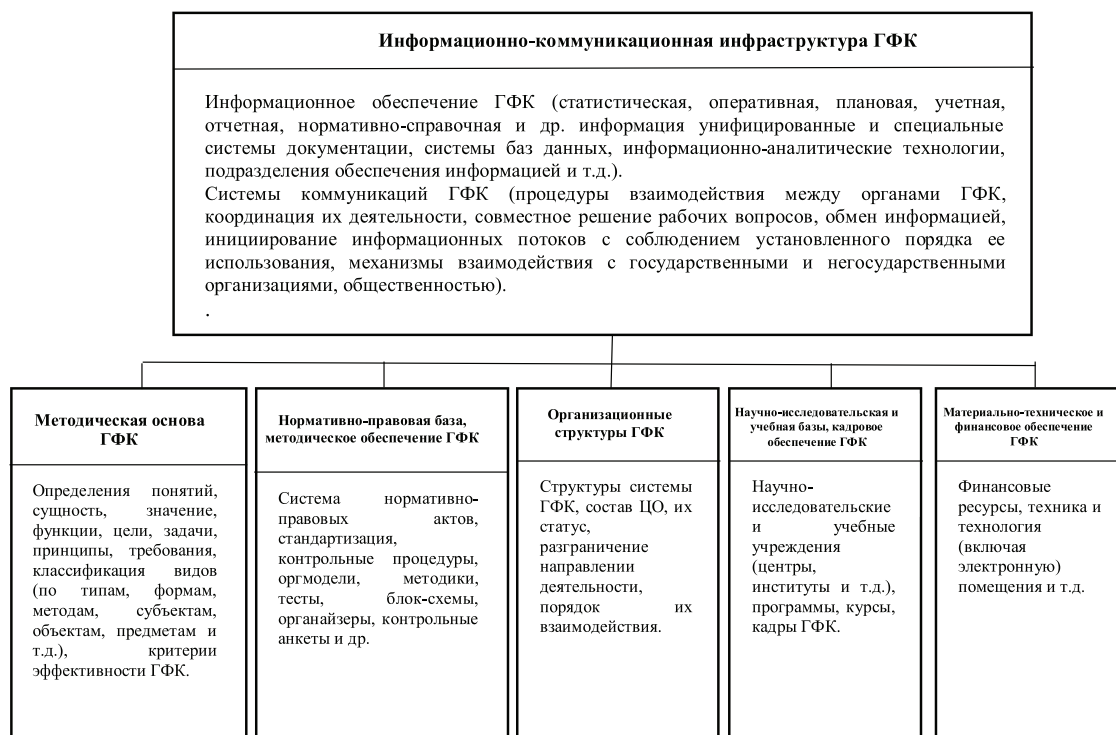 Информационно-коммуникационная инфраструктура ГФК
Информационное обеспечение ГФК (статистическая, оперативная, плановая, учетная,
отчетная, нормативно-справочная и др. информация унифицированные и специальные
системы документации, системы баз данных, информационно-аналитические технологии,
подразделения обеспечения информацией и т.д.).
Системы коммуникаций ГФК (процедуры взаимодействия между органами ГФК,
координация их деятельности, совместное решение рабочих вопросов, обмен информацией,
инициирование информационных потоков с соблюдением установленного порядка ее
использования, механизмы взаимодействия с государственными и негосударственными
организациями, общественностью).
.
Методическая основа
ГФК
Определения понятий,
сущность, значение,
функции, цели, задачи,
принципы, требования,
классификация видов
(по типам, формам,
методам, субъектам,
объектам, предметам и
т.д.), критерии
эффективности ГФК.
Нормативно-правовая база,
методическое обеспечение ГФК
Система нормативно-
правовых актов,
стандартизация,
контрольные процедуры,
оргмодели, методики,
тесты, блок-схемы,
органайзеры, контрольные
анкеты и др.
Организационные
структуры ГФК
Структуры системы
ГФК, состав ЦО, их
статус,
разграничение
направлении
деятельности,
порядок их
взаимодействия.
Научно-исследовательская и
учебная базы, кадровое
обеспечение ГФК
Научно-
исследовательские
и учебные
учреждения
(центры,
институты и т.д.),
программы, курсы,
кадры ГФК.
Материально-техническое и
финансовое обеспечение
ГФК
Финансовые
ресурсы, техника и
технология
(включая
электронную)
помещения и т.д.